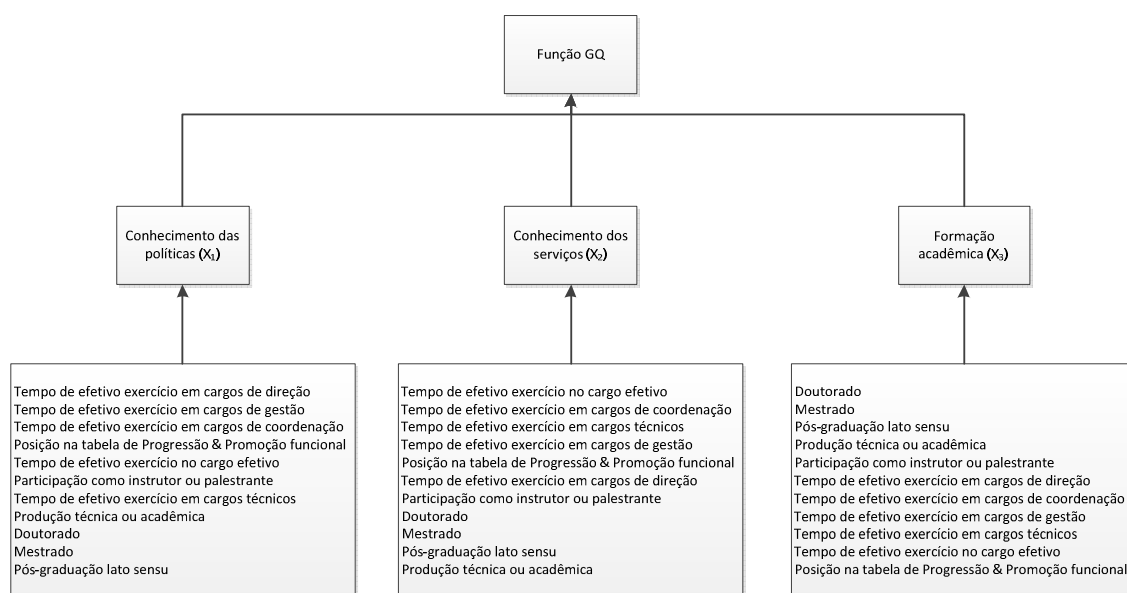 Função GQ
Conhecimento das
políticas (X₁)
Conhecimento dos
serviços (X₂)
Formação
acadêmica (X₃)
Tempo de efetivo exercício em cargos de direção
Tempo de efetivo exercício em cargos de gestão
Tempo de efetivo exercício em cargos de coordenação
Posição na tabela de Progressão & Promoção funcional
Tempo de efetivo exercício no cargo efetivo
Participação como instrutor ou palestrante
Tempo de efetivo exercício em cargos técnicos
Produção técnica ou acadêmica
Doutorado
Mestrado
Pós-graduação lato sensu
Tempo de efetivo exercício no cargo efetivo
Tempo de efetivo exercício em cargos de coordenação
Tempo de efetivo exercício em cargos técnicos
Tempo de efetivo exercício em cargos de gestão
Posição na tabela de Progressão & Promoção funcional
Tempo de efetivo exercício em cargos de direção
Participação como instrutor ou palestrante
Doutorado
Mestrado
Pós-graduação lato sensu
Produção técnica ou acadêmica
Doutorado
Mestrado
Pós-graduação lato sensu
Produção técnica ou acadêmica
Participação como instrutor ou palestrante
Tempo de efetivo exercício em cargos de direção
Tempo de efetivo exercício em cargos de coordenação
Tempo de efetivo exercício em cargos de gestão
Tempo de efetivo exercício em cargos técnicos
Tempo de efetivo exercício no cargo efetivo
Posição na tabela de Progressão & Promoção funcional